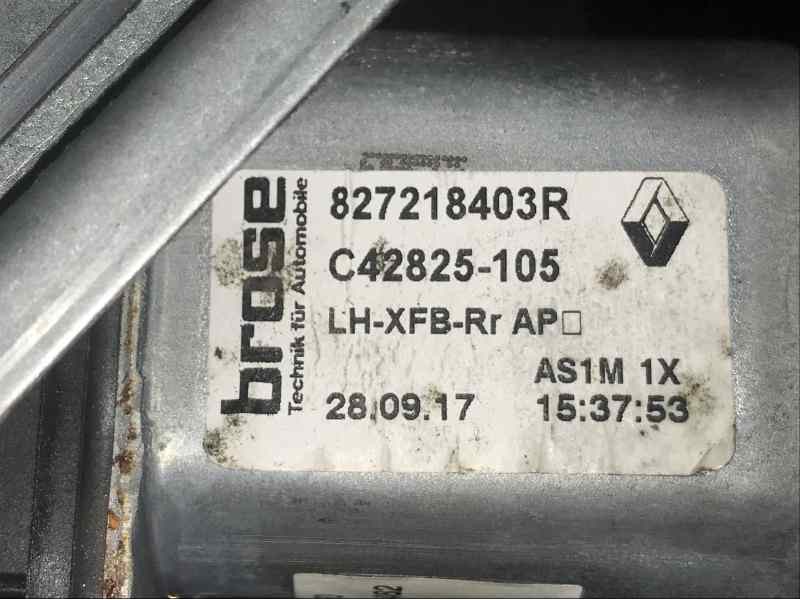 brose
Technik für Automobile
827218403R
C42825-105
LH-XFB-Rr AP□
AS1M 1X
28.09.17 15:37:53